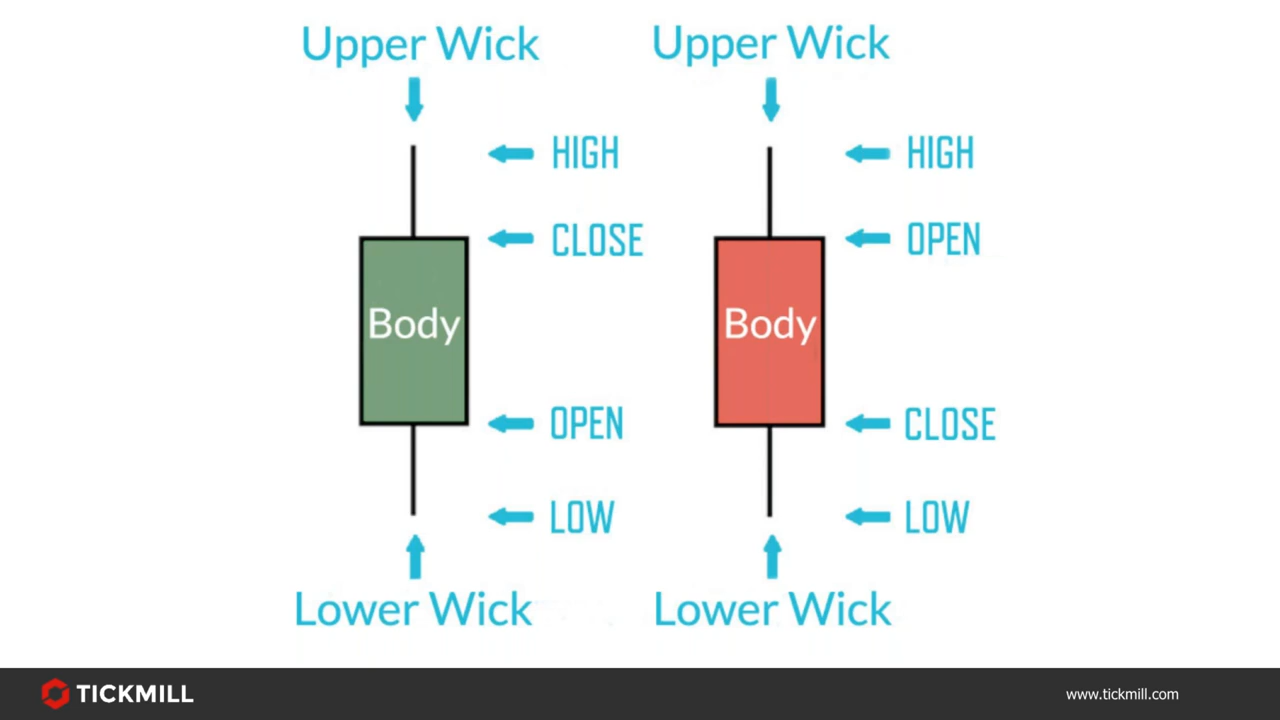 Upper Wick
Upper Wick
HIGH
HIGH
CLOSE
OPEN
Body
Body
OPEN
CLOSE
LOW
LOW
Lower Wick
Lower Wick
TICKMILL
www.tickmill.com